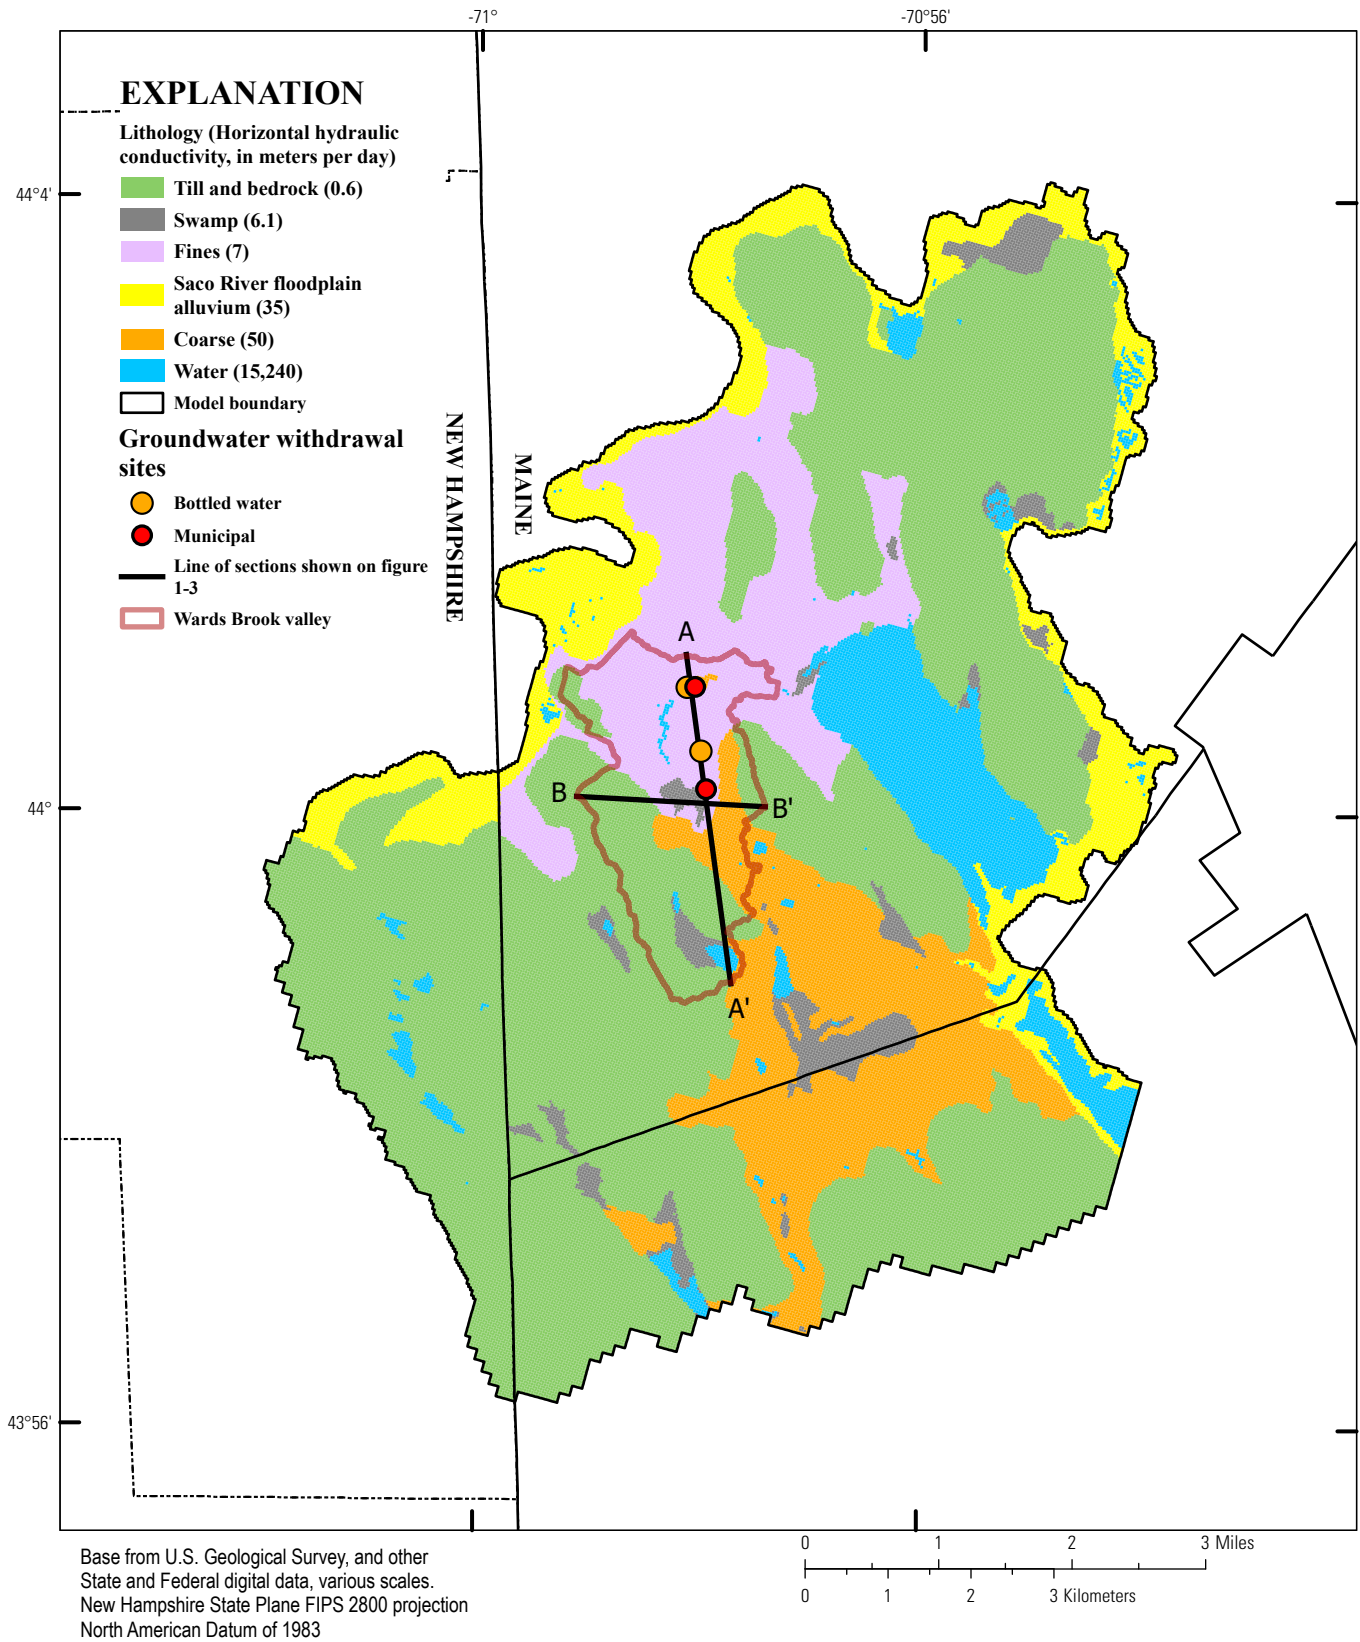 -71°
-70°56'
EXPLANATION
Lithology (Horizontal hydraulic
conductivity, in meters per day)
Till and bedrock (0.6)
Swamp (6.1)
Fines (7)
Saco River floodplain
alluvium (35)
Coarse (50)
Water (15,240)
Model boundary
Groundwater withdrawal
sites
Bottled water
Municipal
Line of sections shown on figure
1-3
Wards Brook valley
44°4'
NEW HAMPSHIRE
MAINE
A
B
B'
44°
A'
43°56'
Base from U.S. Geological Survey, and other
State and Federal digital data, various scales.
New Hampshire State Plane FIPS 2800 projection
North American Datum of 1983
0 1 2 3 Miles
0 1 2 3 Kilometers